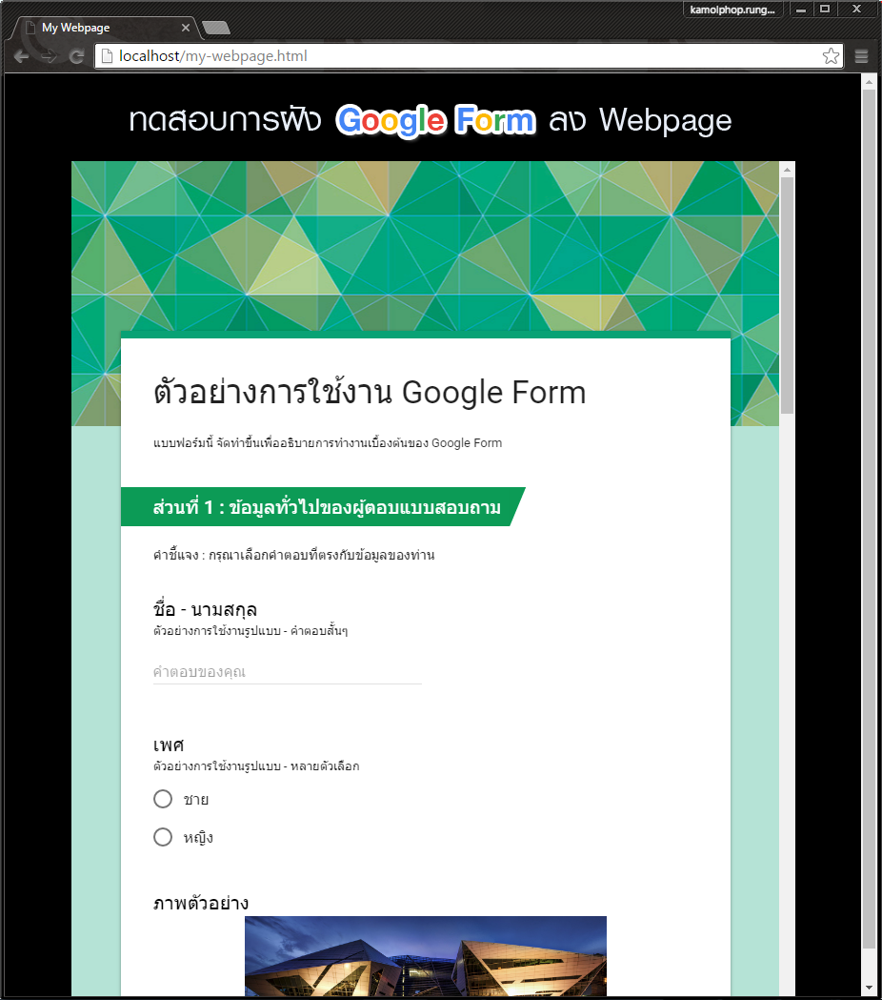 kamolphop.rung...
My Webpage
localhost/my-webpage.html
ทดสอบการฝัง Google Form ลง Webpage
ตัวอย่างการใช้งาน Google Form
แบบฟอร์มนี้ จัดทำขึ้นเพื่ออธิบายการทำงานเบื้องต้นของ Google Form
ส่วนที่ 1 : ข้อมูลทั่วไปของผู้ตอบแบบสอบถาม
คำชี้แจง : กรุณาเลือกคำตอบที่ตรงกับข้อมูลของท่าน
ชื่อ - นามสกุล
ตัวอย่างการใช้งานรูปแบบ - คำตอบสั้นๆ
คำตอบของคุณ
เพศ
ตัวอย่างการใช้งานรูปแบบ - หลายตัวเลือก
ชาย
หญิง
ภาพตัวอย่าง